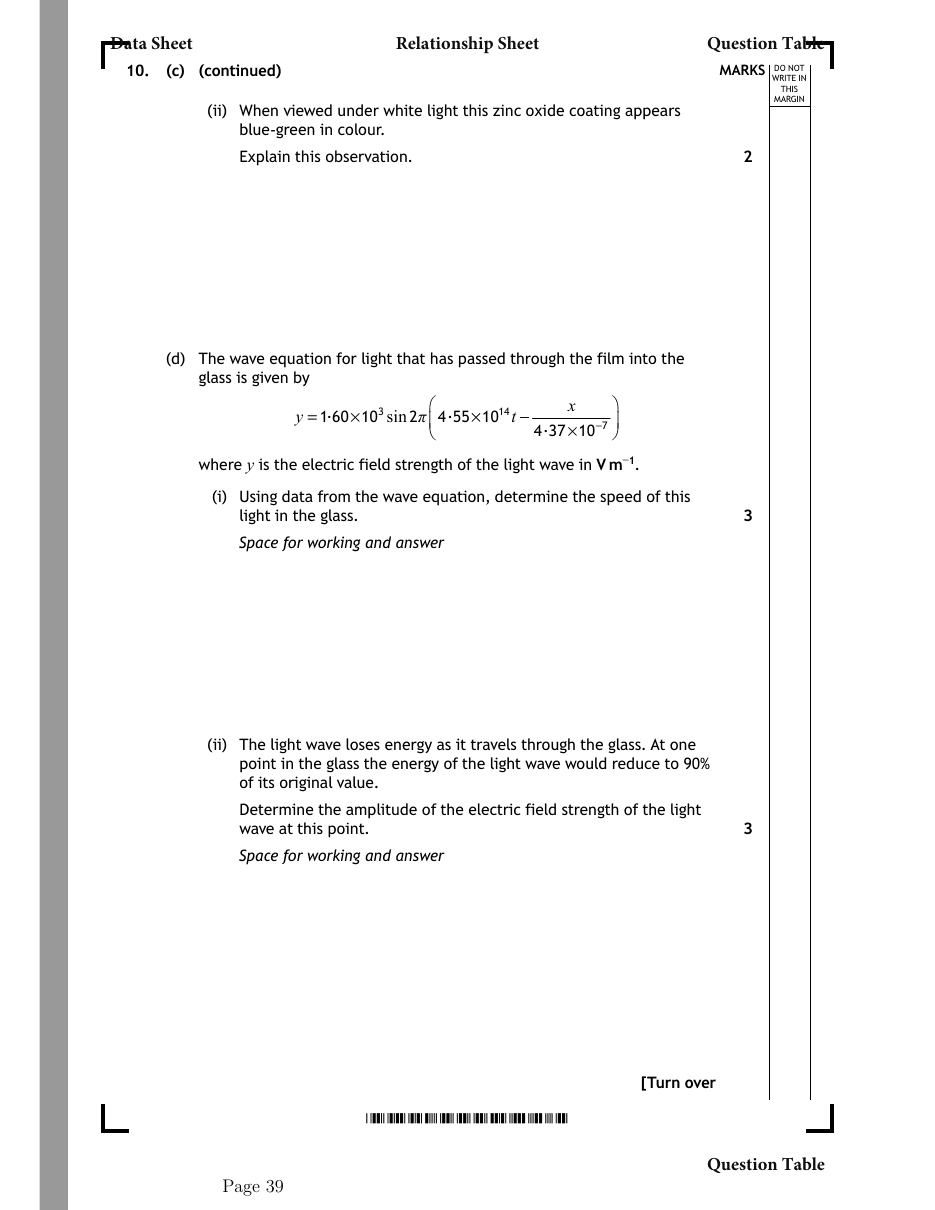 Data Sheet Relationship Sheet Question Table
10. (c) (continued) MARKS
DO NOT
WRITE IN
THIS
MARGIN
(ii) When viewed under white light this zinc oxide coating appears
blue-green in colour.
Explain this observation. 2
(d) The wave equation for light that has passed through the film into the
glass is given by
y = 1·60×10³ sin 2π(4·55×10¹⁴t − x/(4·37×10⁻⁷))
where y is the electric field strength of the light wave in V m⁻¹.
(i) Using data from the wave equation, determine the speed of this
light in the glass. 3
Space for working and answer
(ii) The light wave loses energy as it travels through the glass. At one
point in the glass the energy of the light wave would reduce to 90%
of its original value.
Determine the amplitude of the electric field strength of the light
wave at this point. 3
Space for working and answer
[Turn over
Question Table
Page 39